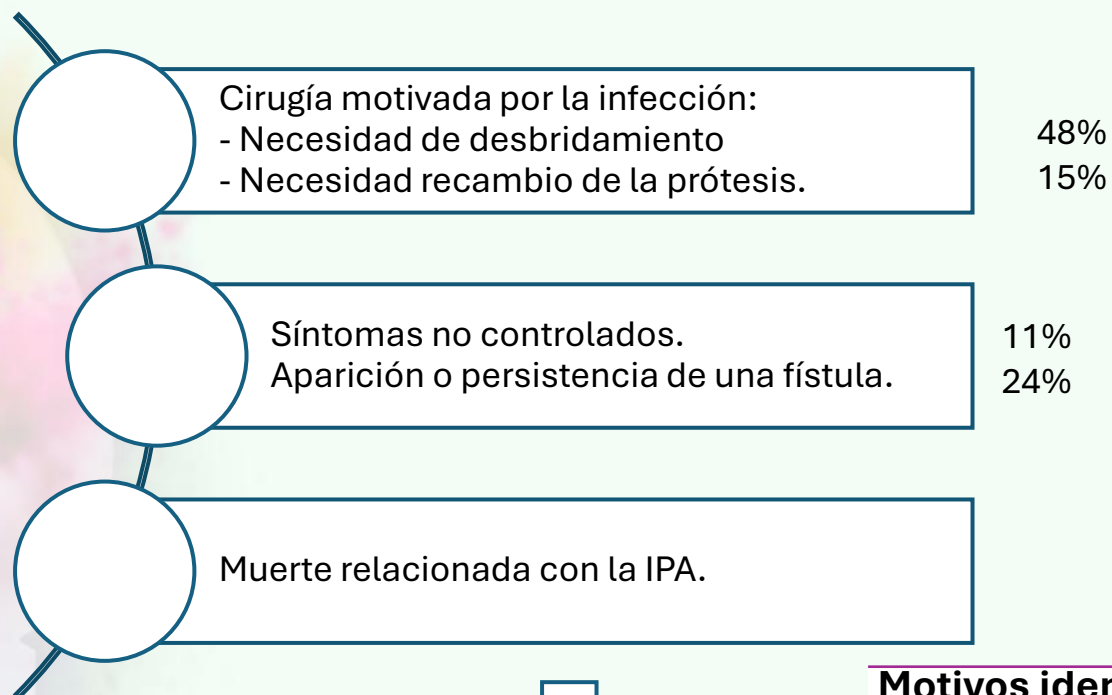 Cirugía motivada por la infección:
- Necesidad de desbridamiento
- Necesidad recambio de la prótesis.
48%
15%
Síntomas no controlados.
Aparición o persistencia de una fístula.
11%
24%
Muerte relacionada con la IPA.
Motivos